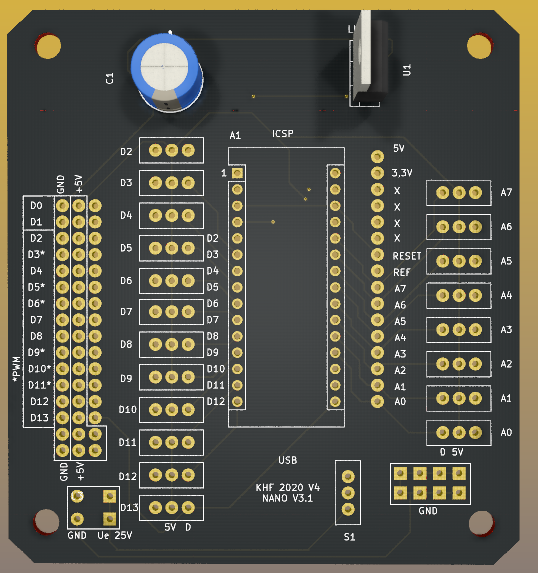 C1
L
U1
A1
ICSP
1
GND
+5V
D0
D1
D2
D3*
D4
D5*
D6*
D7
D8
D9*
D10*
D11*
D12
D13
*PWM
GND
+5V
GND
Ue 25V
D2
D3
D4
D5
D6
D7
D8
D9
D10
D11
D12
D13
5V D
D2
D3
D4
D5
D6
D7
D8
D9
D10
D11
D12
5V
3,3V
X
X
X
X
RESET
REF
A7
A6
A5
A4
A3
A2
A1
A0
A7
A6
A5
A4
A3
A2
A1
A0
D 5V
USB
KHF 2020 V4
NANO V3.1
S1
GND